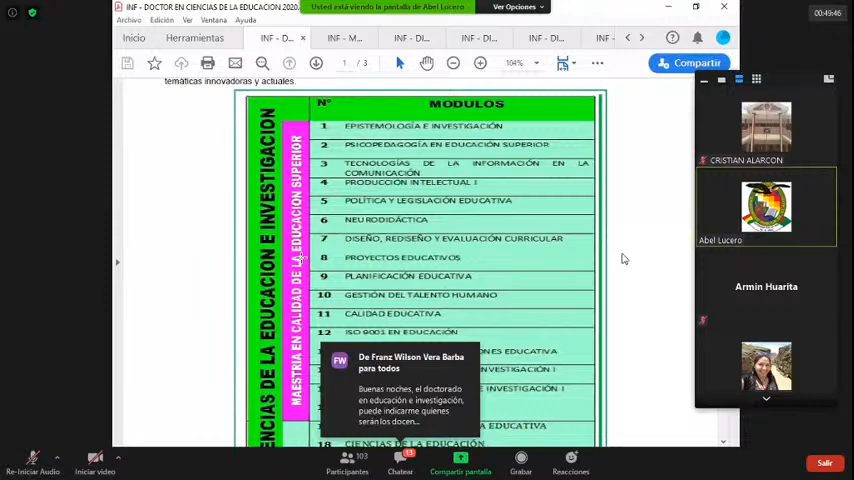 INF - DOCTOR EN CIENCIAS DE LA EDUCACION 2020.
Usted está viendo la pantalla de Abel Lucero
Ver Opciones
00:49:46
Archivo Edición Ver Ventana Ayuda
Inicio Herramientas INF - D... × INF - M... INF - DI... INF - DI... INF - DI... INF -
1 / 3
104%
Compartir
temáticas innovadoras y actuales.
CIENCIAS DE LA EDUCACION E INVESTIGACION
MAESTRIA EN CALIDAD DE LA EDUCACION SUPERIOR
N° MODULOS
1 EPISTEMOLOGÍA E INVESTIGACIÓN
2 PSICOPEDAGOGÍA EN EDUCACIÓN SUPERIOR
3 TECNOLOGÍAS DE LA INFORMACIÓN EN LA
COMUNICACIÓN
4 PRODUCCIÓN INTELECTUAL I
5 POLÍTICA Y LEGISLACIÓN EDUCATIVA
6 NEURODIDÁCTICA
7 DISEÑO, REDISEÑO Y EVALUACIÓN CURRICULAR
8 PROYECTOS EDUCATIVOS
9 PLANIFICACIÓN EDUCATIVA
10 GESTIÓN DEL TALENTO HUMANO
11 CALIDAD EDUCATIVA
12 ISO 9001 EN EDUCACIÓN
EDUCATIVA
INVESTIGACIÓN I
E INVESTIGACIÓN I
EDUCATIVA
18 CIENCIAS DE LA EDUCACIÓN
FW
De Franz Wilson Vera Barba
para todos
Buenas noches, el doctorado
en educación e investigación,
puede indicarme quienes
serán los docen...
CRISTIAN ALARCON
Abel Lucero
Armin Huarita
Re-Iniciar Audio
Iniciar video
103
Participantes
13
Chatear
Compartir pantalla
Grabar
Reacciones
Salir